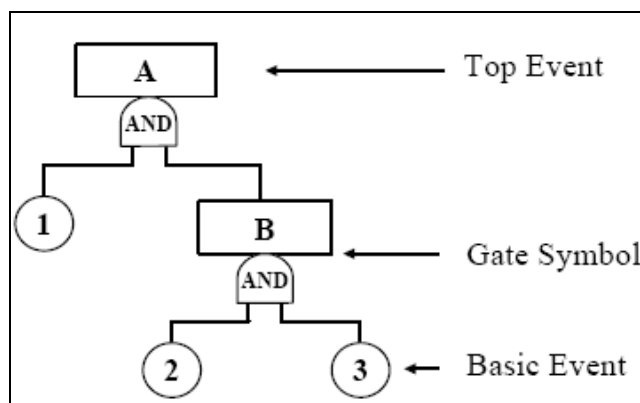 A
Top Event
AND
1
B
Gate Symbol
AND
2
3
Basic Event